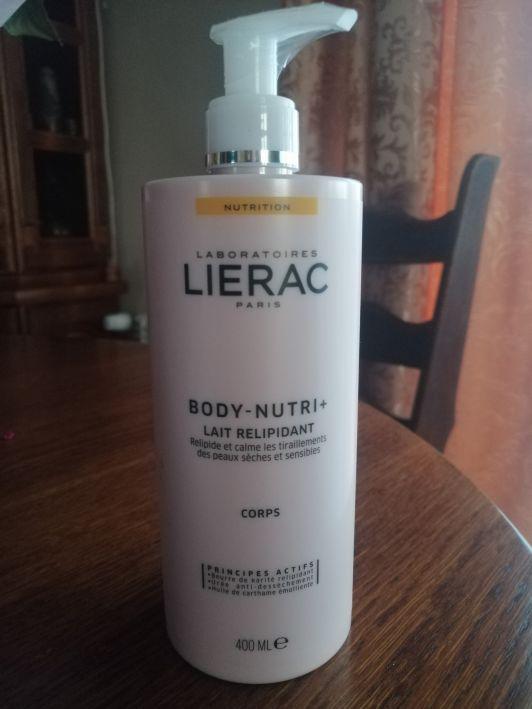 NUTRITION
LABORATOIRES
LIERAC
PARIS
BODY-NUTRI+
LAIT RELIPIDANT
Relipide et calme les tiraillements
des peaux sèches et sensibles
CORPS
PRINCIPES ACTIFS
•Beurre de karité relipidant
•Urée anti-dessèchement
•Huile de carthame émolliente
400 ML ℮